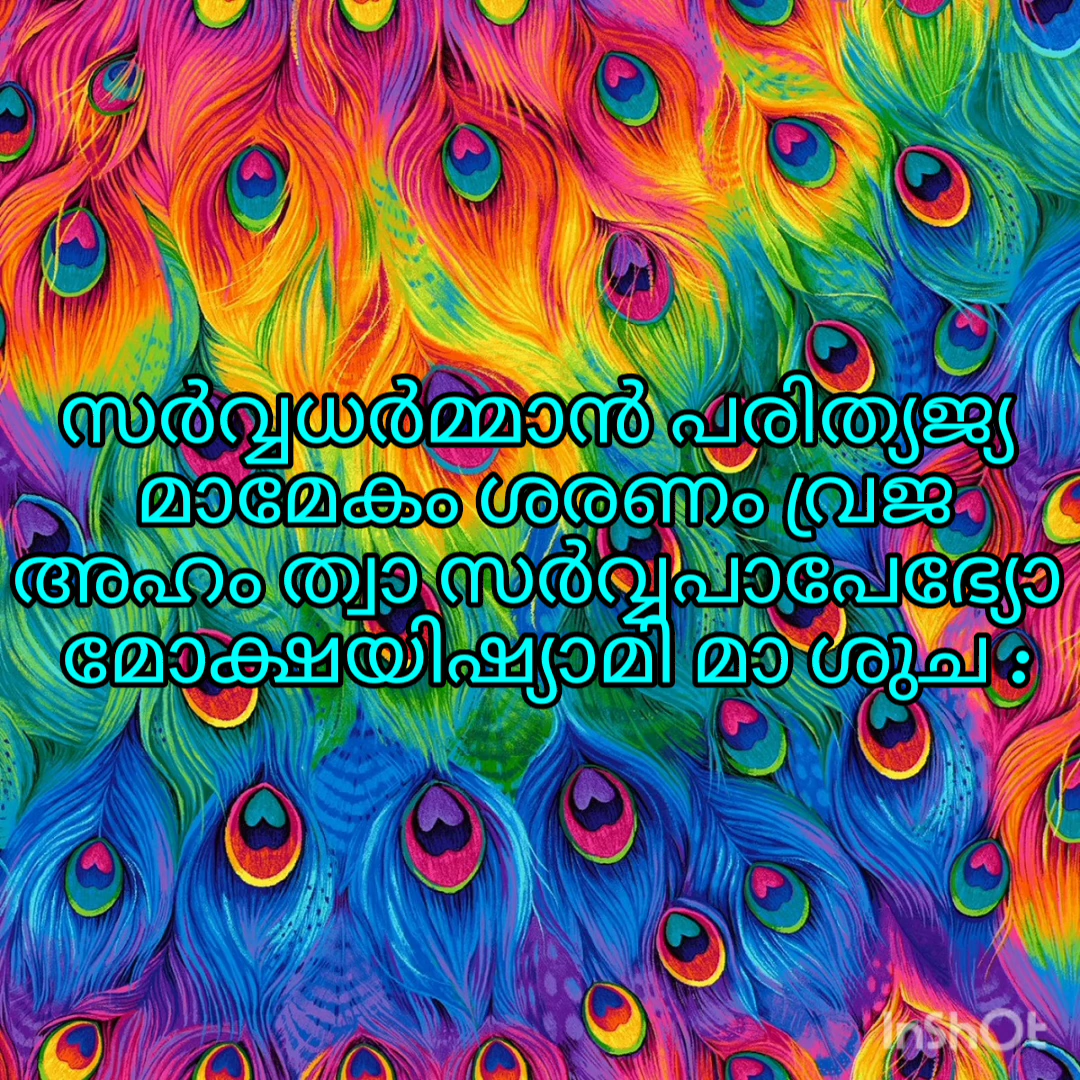 സർവ്വധർമ്മാൻ പരിത്യജ്യ
മാമേകം ശരണം വ്രജ
അഹം ത്വാ സർവ്വപാപേഭ്യോ
മോക്ഷയിഷ്യാമി മാ ശുച :
InShOt